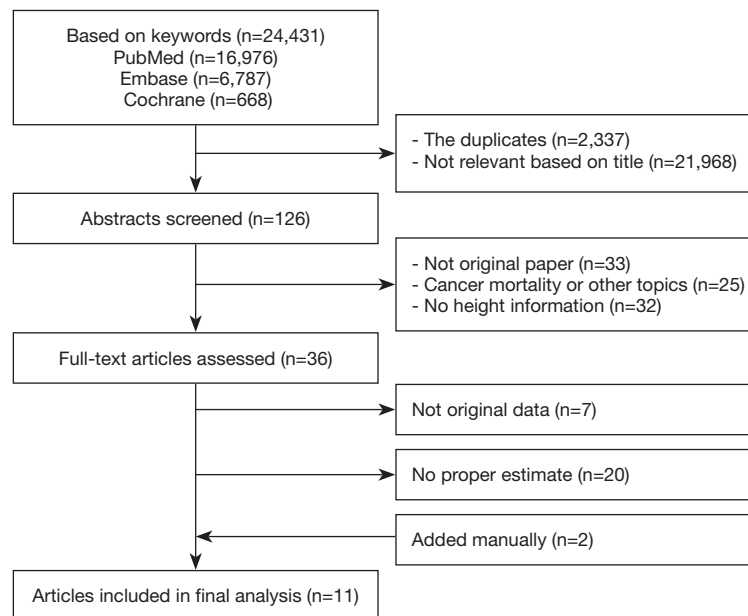 Based on keywords (n=24,431)
PubMed (n=16,976)
Embase (n=6,787)
Cochrane (n=668)
- The duplicates (n=2,337)
- Not relevant based on title (n=21,968)
Abstracts screened (n=126)
- Not original paper (n=33)
- Cancer mortality or other topics (n=25)
- No height information (n=32)
Full-text articles assessed (n=36)
Not original data (n=7)
No proper estimate (n=20)
Added manually (n=2)
Articles included in final analysis (n=11)